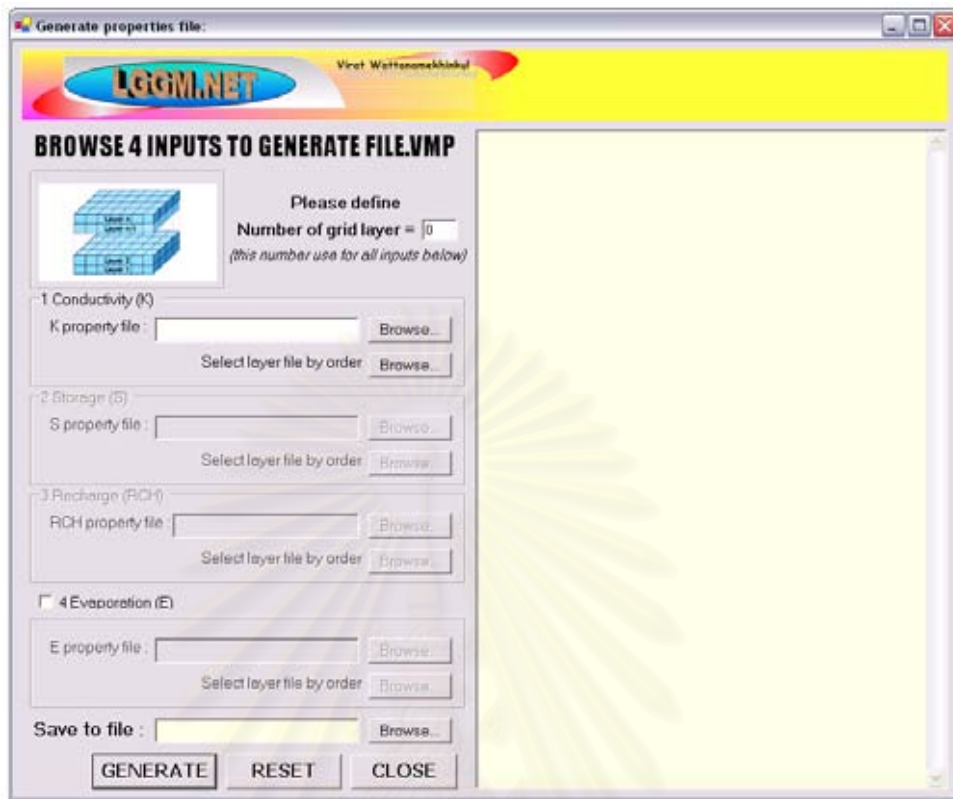 Generate properties file:
LGGM.NET
Virat Wattanamekhinkul
BROWSE 4 INPUTS TO GENERATE FILE.VMP
Please define
Number of grid layer = 0
(this number use for all inputs below)
1 Conductivity (K)
K property file :
Browse...
Select layer file by order
Browse...
2 Storage (S)
S property file :
Browse...
Select layer file by order
Browse...
3 Recharge (RCH)
RCH property file :
Browse...
Select layer file by order
Browse...
4 Evaporation (E)
E property file :
Browse...
Select layer file by order
Browse...
Save to file :
Browse...
GENERATE
RESET
CLOSE